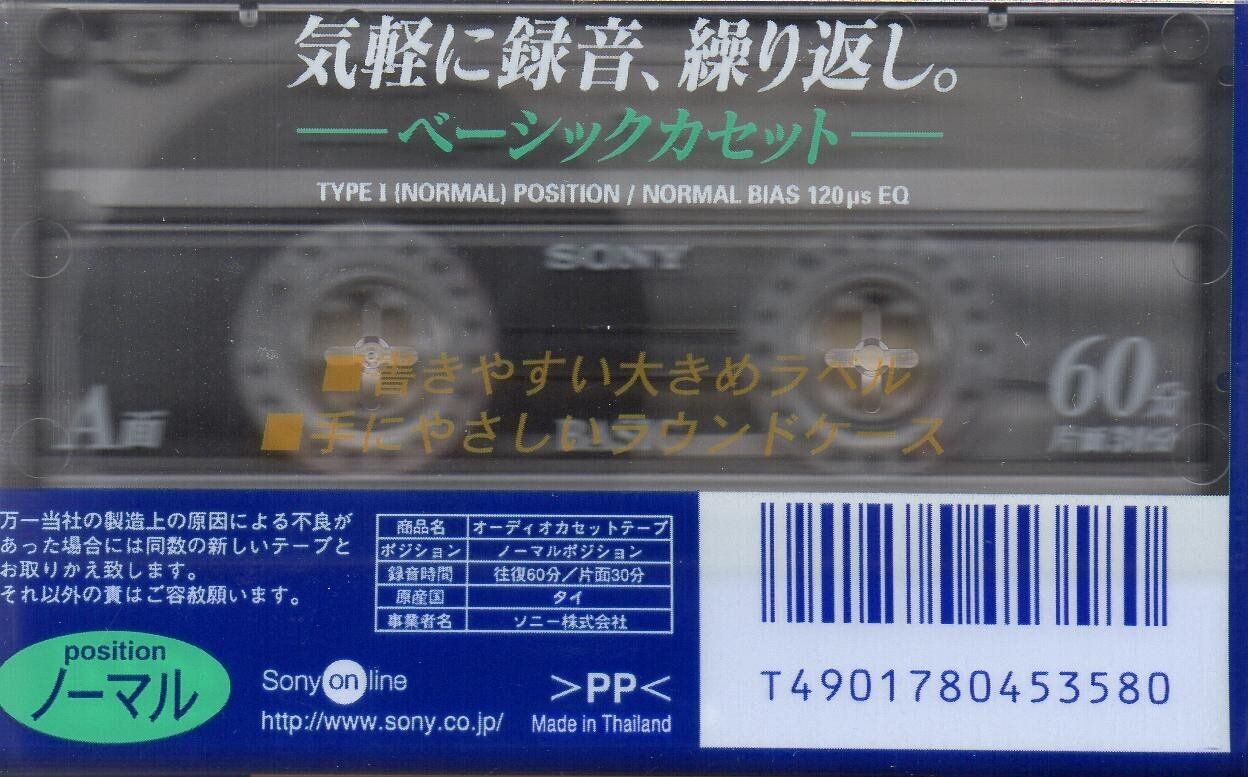 気軽に録音、繰り返し。
ベーシックカセット
TYPE I (NORMAL) POSITION / NORMAL BIAS 120μs EQ
SONY
■書きやすい大きめラベル
■手にやさしいラウンドケース
A面
60分
片面30分
万一当社の製造上の原因による不良が
あった場合には同数の新しいテープと
お取りかえ致します。
それ以外の責はご容赦願います。
商品名 オーディオカセットテープ
ポジション ノーマルポジション
録音時間 往復60分/片面30分
原産国 タイ
事業者名 ソニー株式会社
position
ノーマル
Sony on line
http://www.sony.co.jp/
>PP<
Made in Thailand
T4901780453580